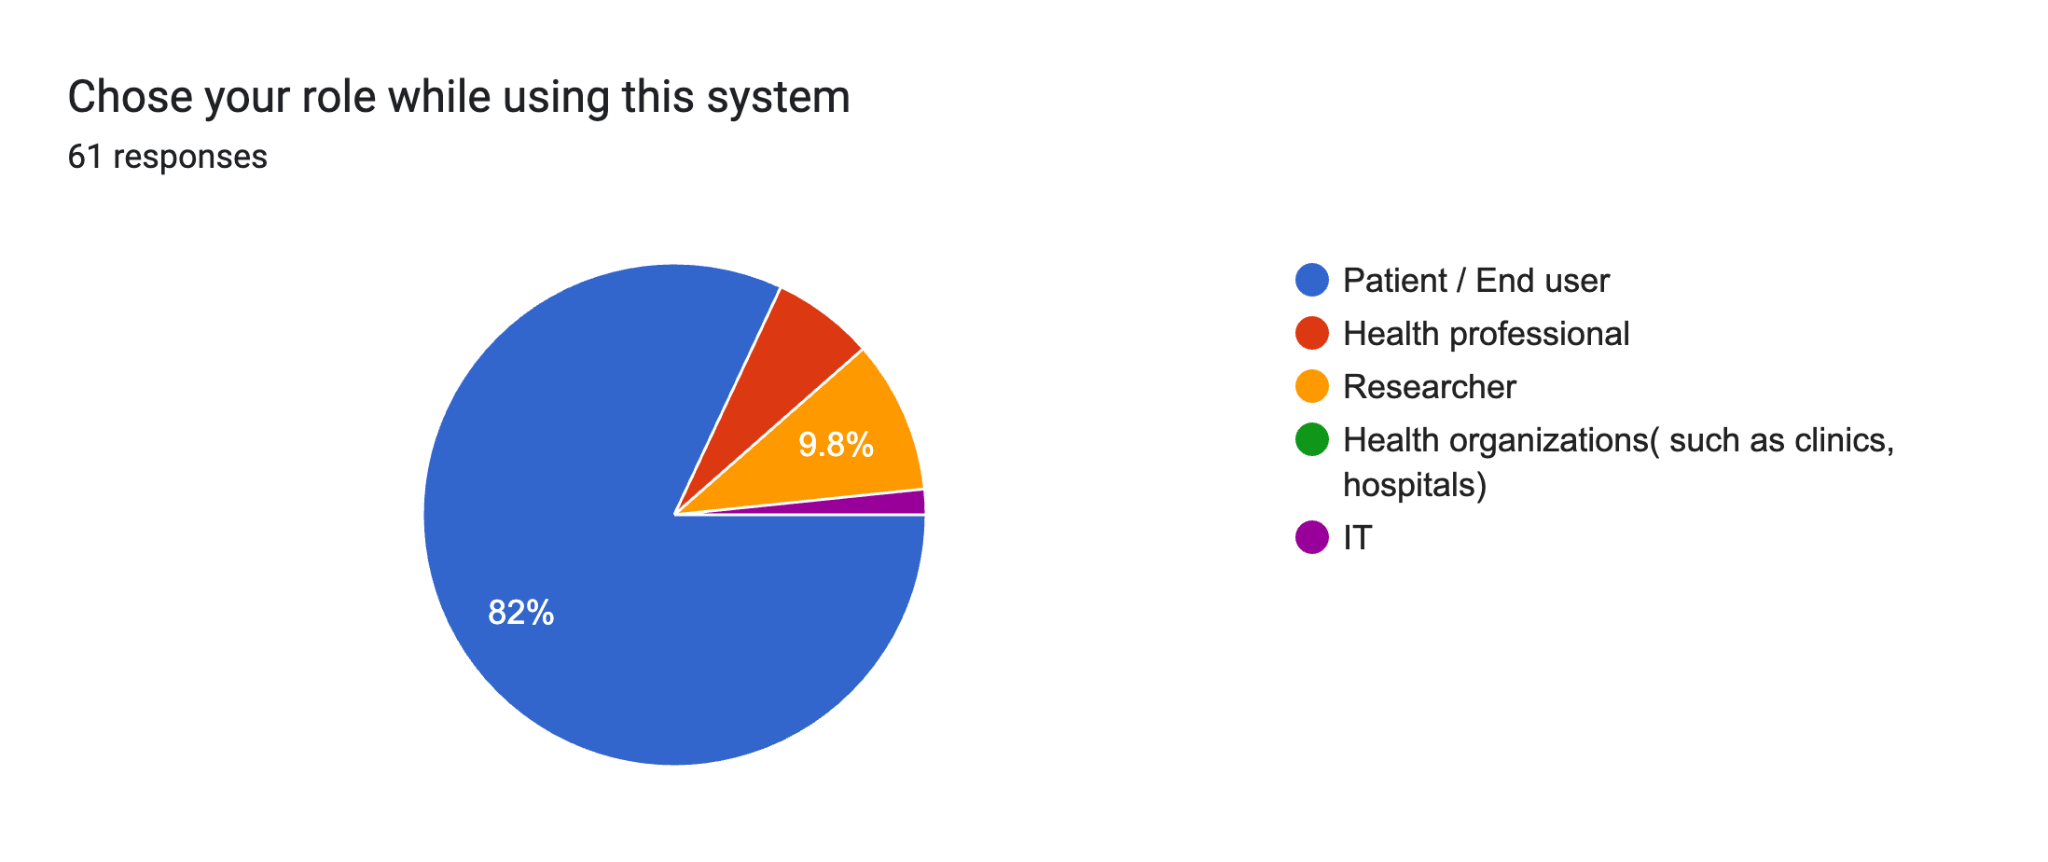 Chose your role while using this system
61 responses
9.8%
82%
Patient / End user
Health professional
Researcher
Health organizations( such as clinics,
hospitals)
IT